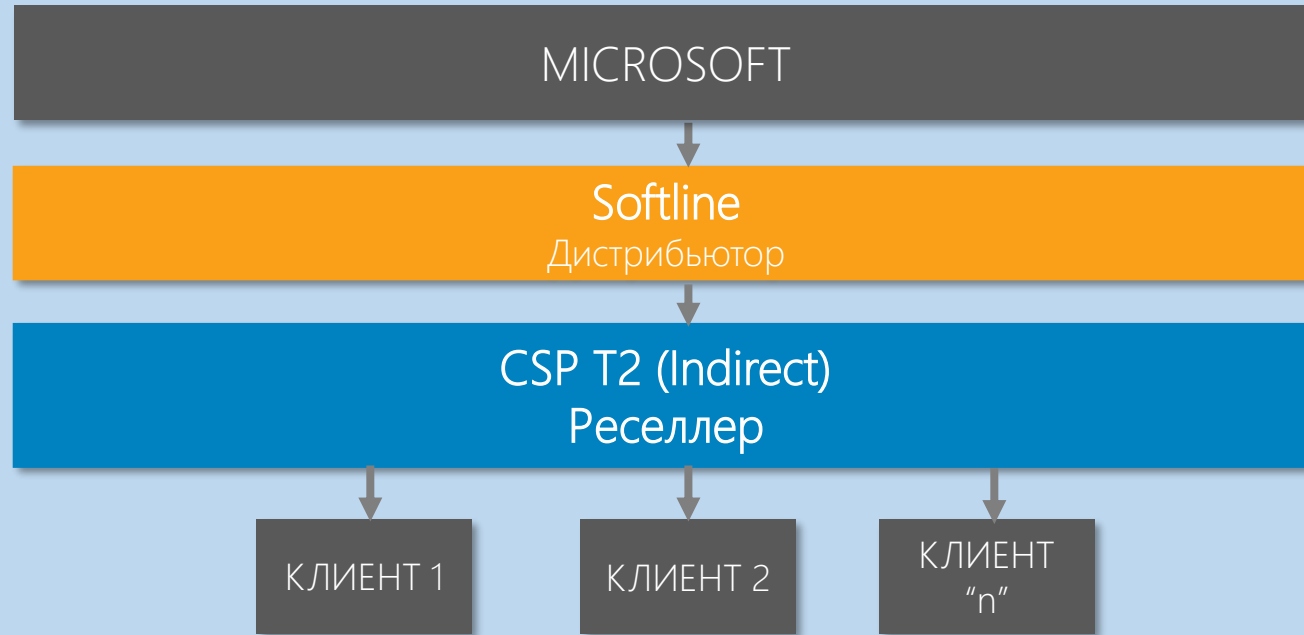 MICROSOFT
Softline
Дистрибьютор
CSP T2 (Indirect)
Реселлер
КЛИЕНТ 1
КЛИЕНТ 2
КЛИЕНТ
“n”